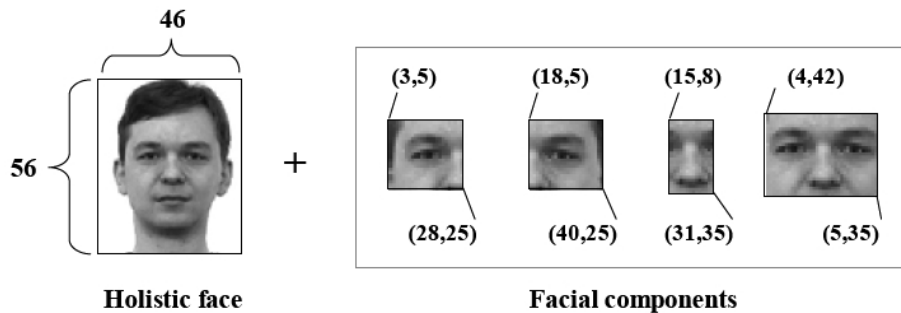 46
(3,5) (18,5) (15,8) (4,42)
56
+
(28,25) (40,25) (31,35) (5,35)
Holistic face Facial components